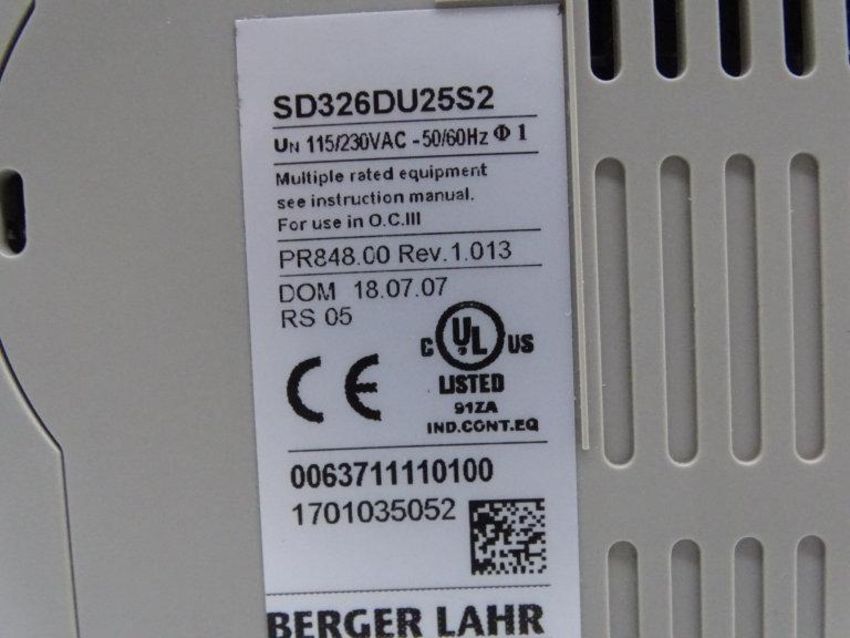 SD326DU25S2
UN 115/230VAC -50/60Hz Φ 1
Multiple rated equipment
see instruction manual.
For use in O.C.III
PR848.00 Rev.1.013
DOM 18.07.07
RS 05
CE
C UL US
LISTED
91ZA
IND.CONT.EQ
0063711110100
1701035052
BERGER LAHR